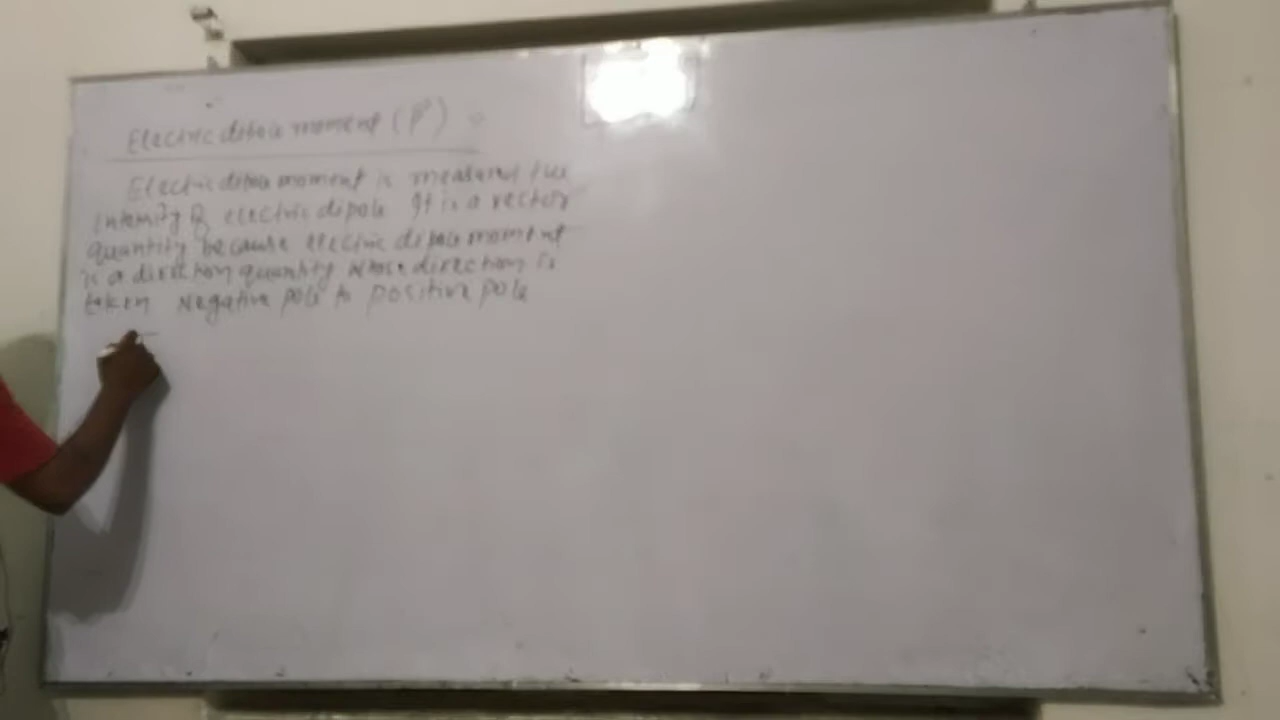 Electric dipole moment (P⃗) :-
Electric dipole moment is measured the
intensity of electric dipole. It is a vector
quantity because electric dipole moment
is a direction quantity whose direction is
taken Negative pole to positive pole